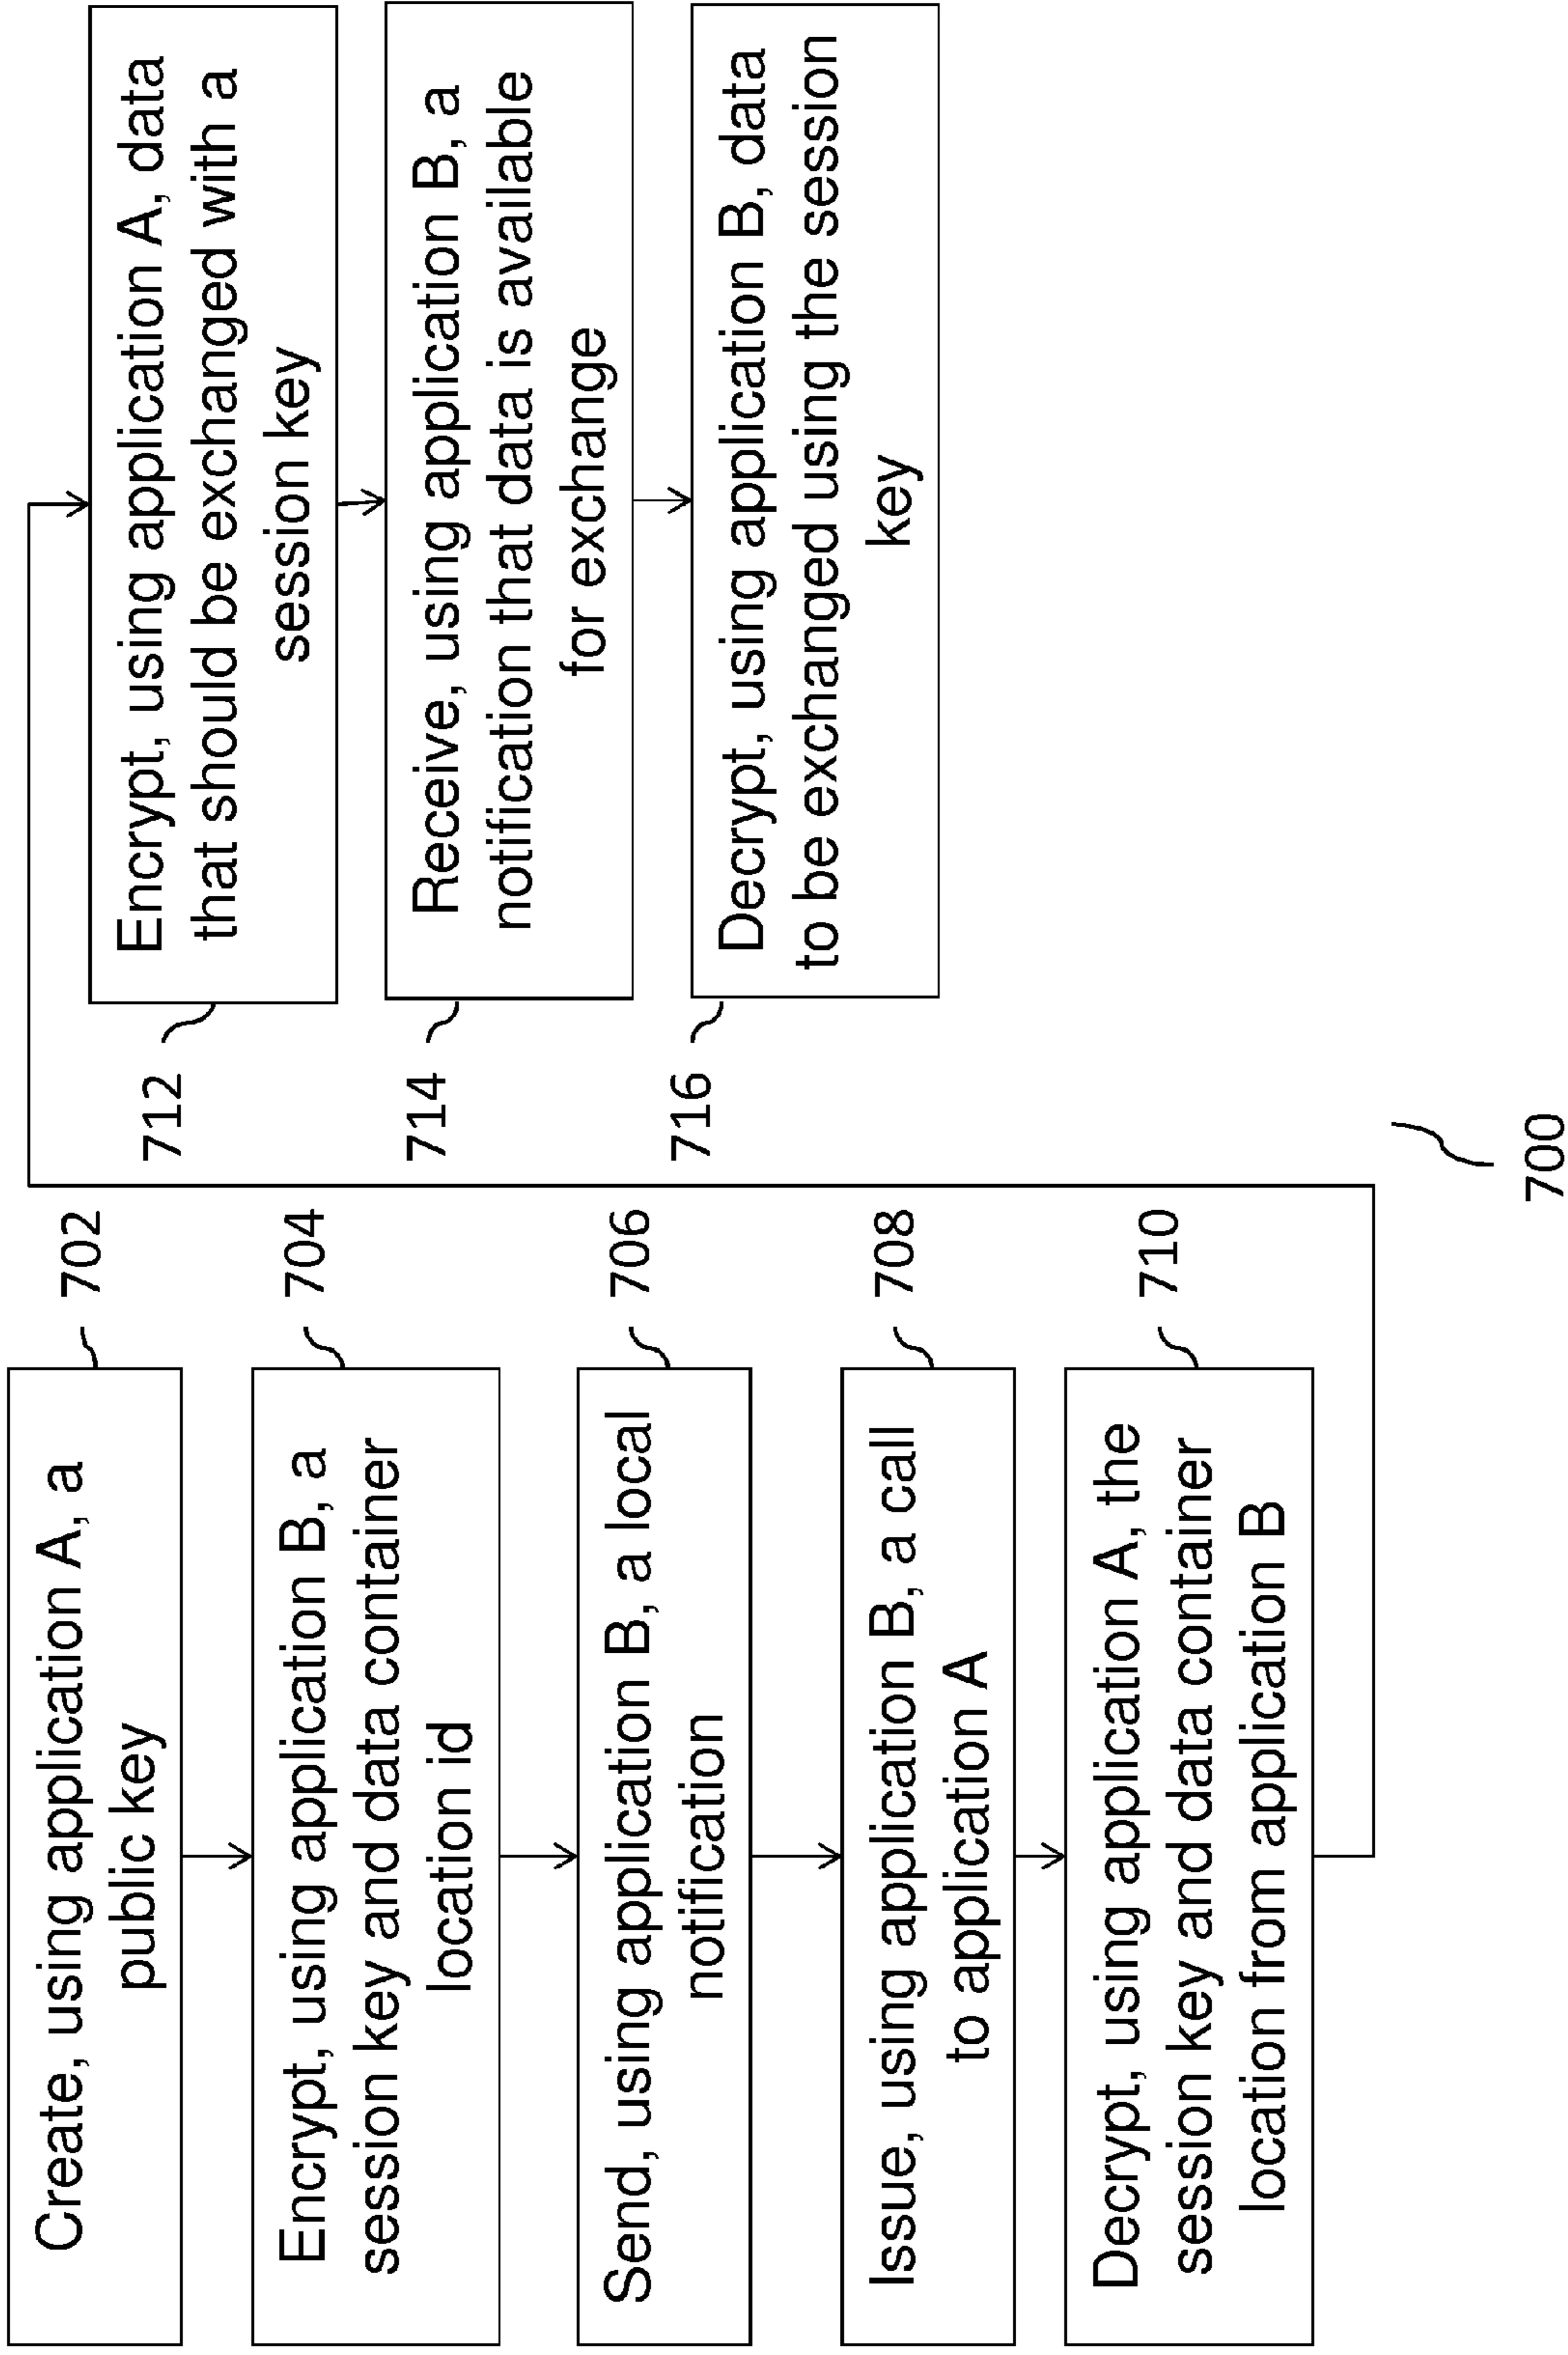 Create, using application A, a
public key
702
Encrypt, using application B, a
session key and data container
location id
704
Send, using application B, a local
notification
706
Issue, using application B, a call
to application A
708
Decrypt, using application A, the
session key and data container
location from application B
710
712
Encrypt, using application A, data
that should be exchanged with a
session key
714
Receive, using application B, a
notification that data is available
for exchange
716
Decrypt, using application B, data
to be exchanged using the session
key
700